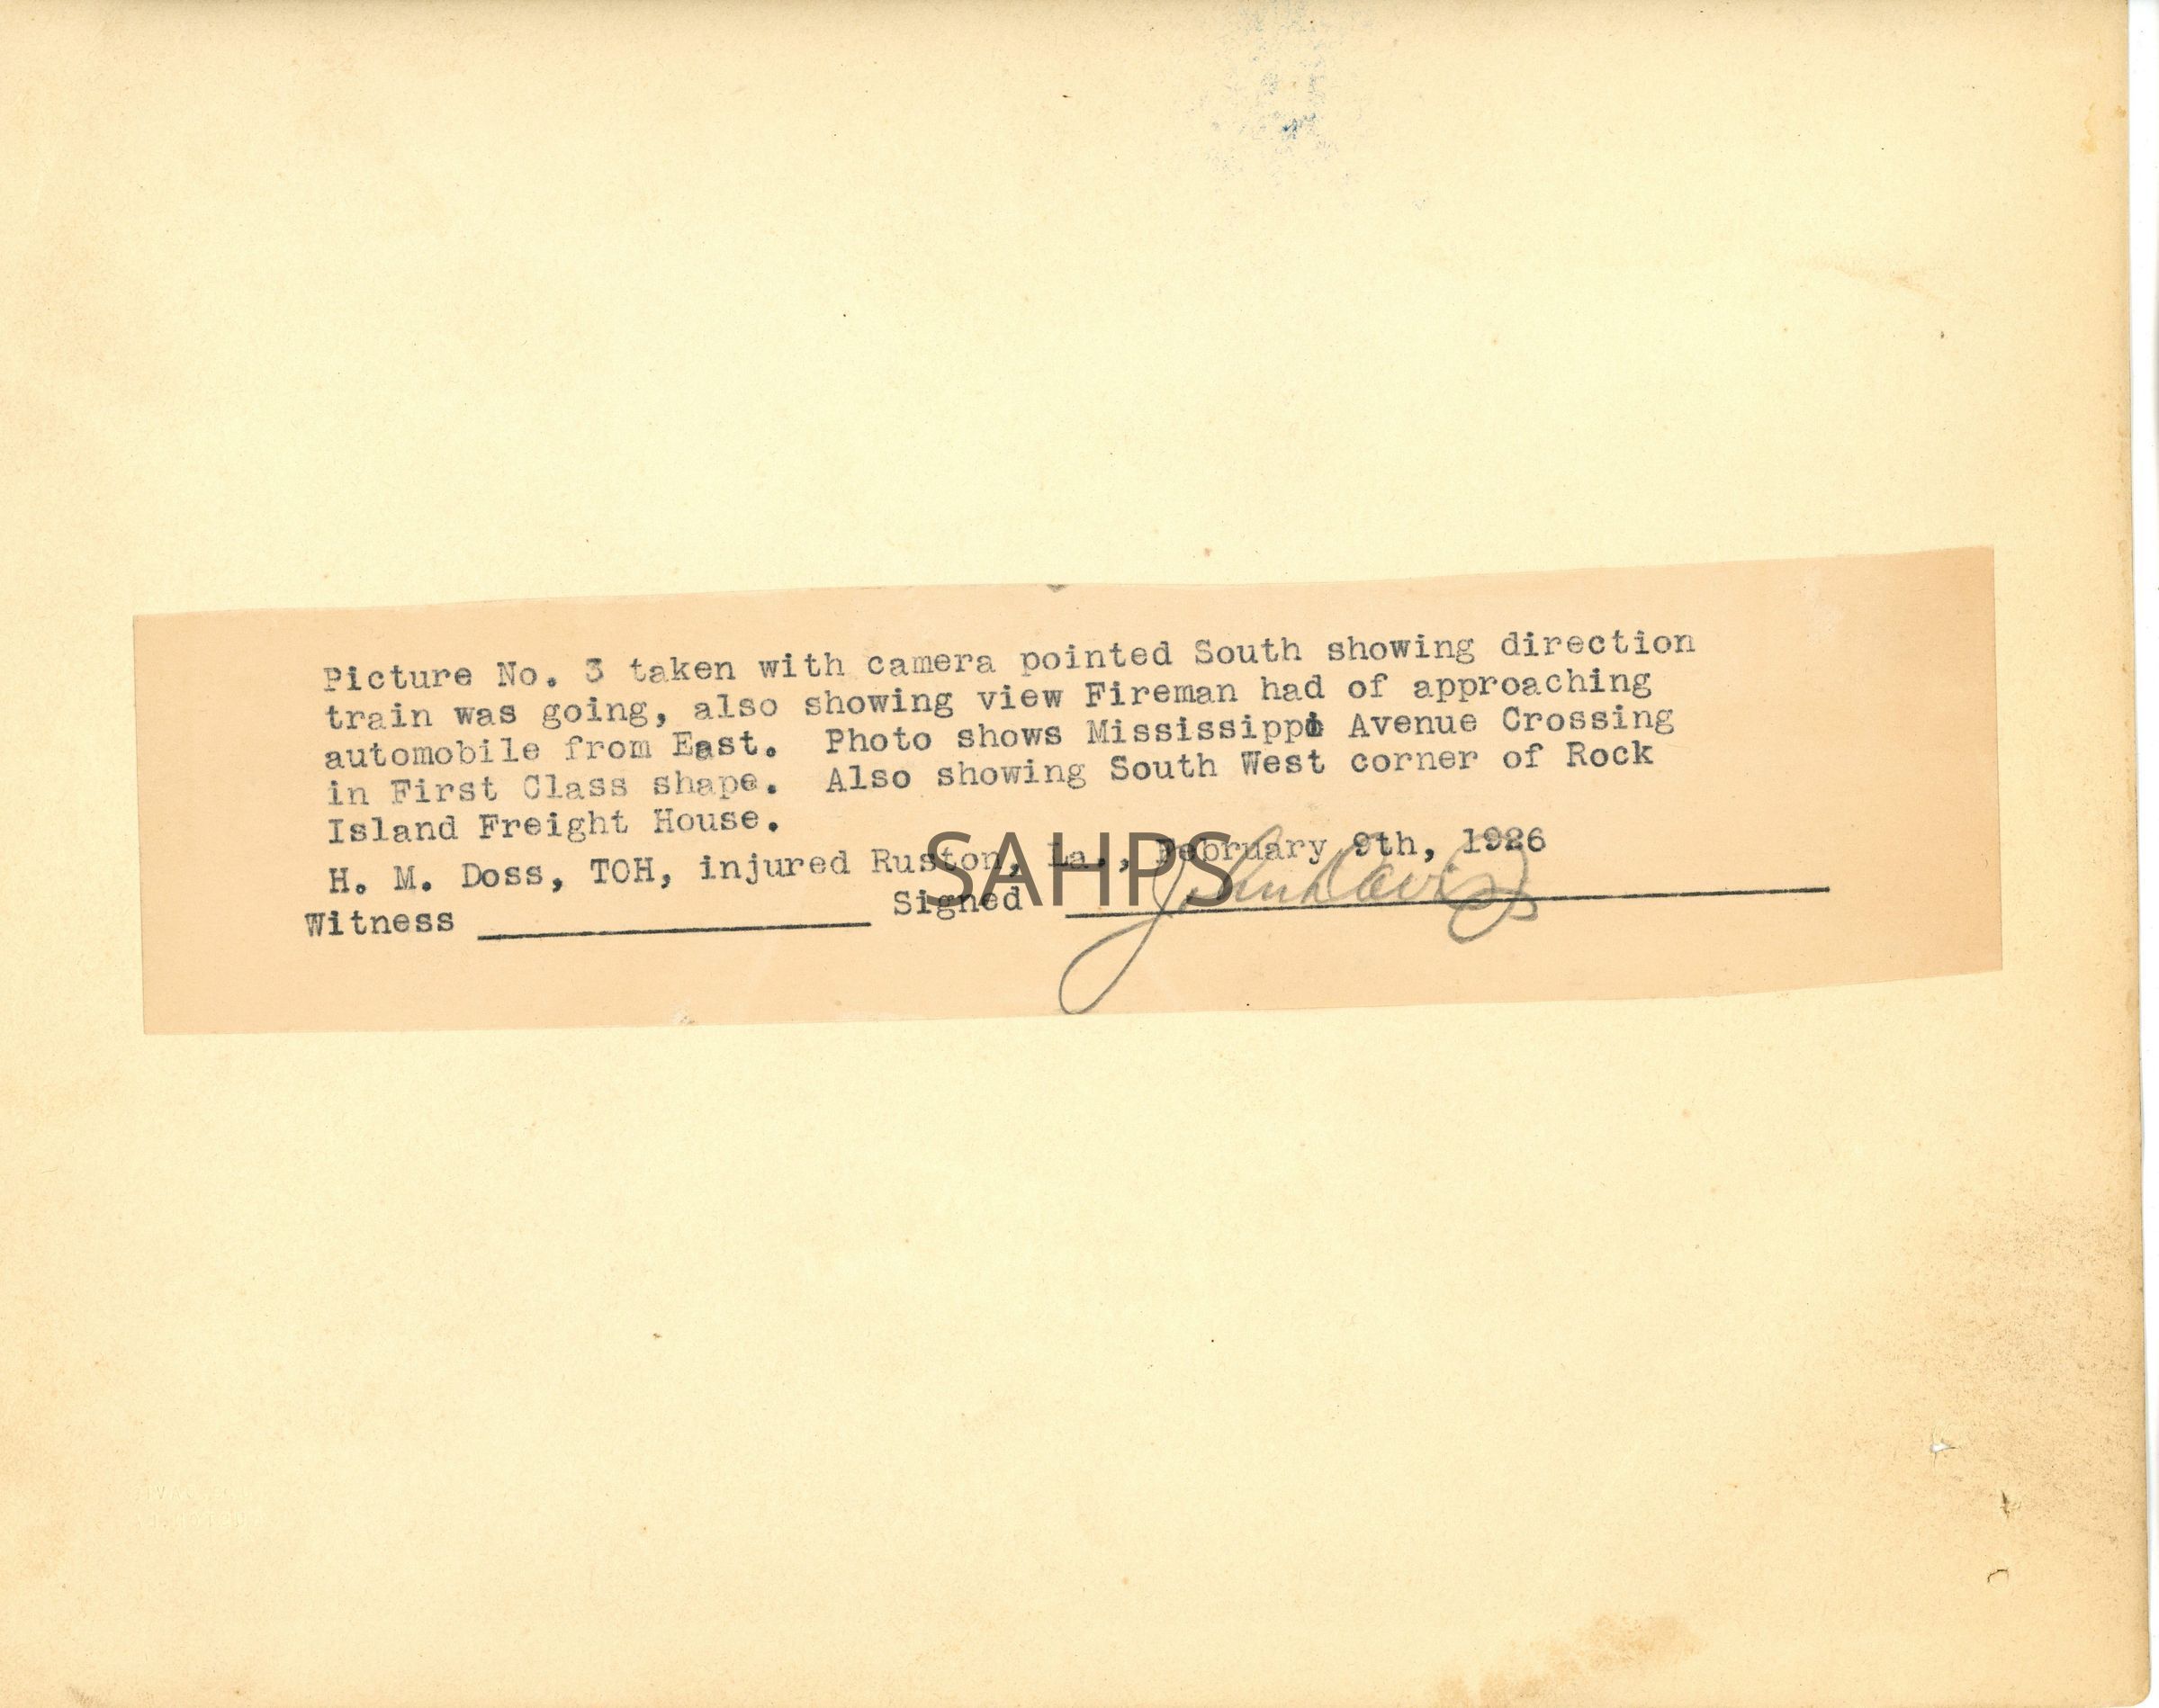 Picture No. 3 taken with camera pointed South showing direction
train was going, also showing view Fireman had of approaching
automobile from East.  Photo shows Mississippi Avenue Crossing
in First Class shape.  Also showing South West corner of Rock
Island Freight House.
H. M. Doss, TOH, injured Ruston, La., February 9th, 1926
Witness Signed John Davis
SAHPS